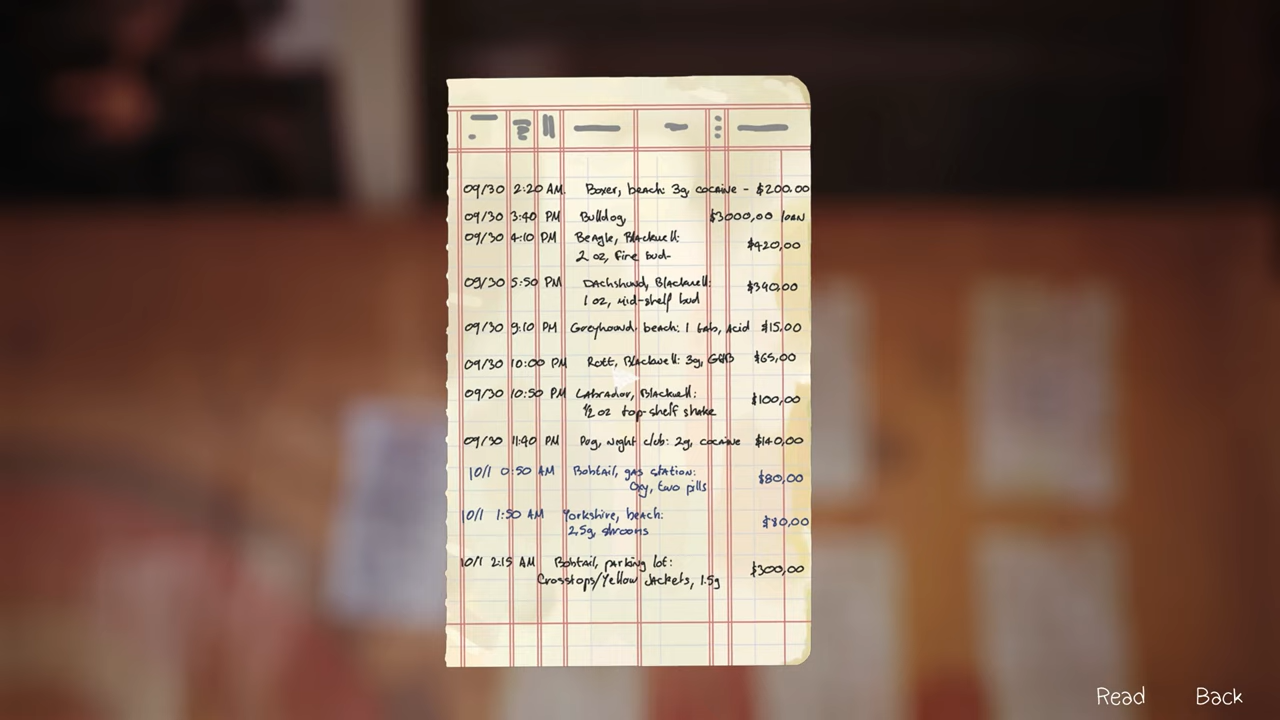 09/30 2:20 AM. Boxer, beach: 3g, cocaine - $200.00
09/30 3:40 PM Bulldog, $3000,00 loan
09/30 4:10 PM Beagle, Blackwell: $420,00
2 oz, fire bud-
09/30 5:50 PM Dachshund, Blackwell: $340,00
1 oz, mid-shelf bud
09/30 9:10 PM Greyhound, beach: 1 tab, Acid $15.00
09/30 10:00 PM Rott, Blackwell: 3g, GHB $65,00
09/30 10:50 PM Labrador, Blackwell: $100,00
½ oz top-shelf shake
09/30 11:40 PM Pog, night club: 2g, cocaine $140,00
10/1 0:50 AM Bobtail, gas station: $80,00
Oxy, two pills
10/1 1:50 AM Yorkshire, beach:
2,5g, shrooms
10/1 2:15 AM Bobtail, parking lot: $300,00
Crosstops/Yellow Jackets, 1.5g
Read Back